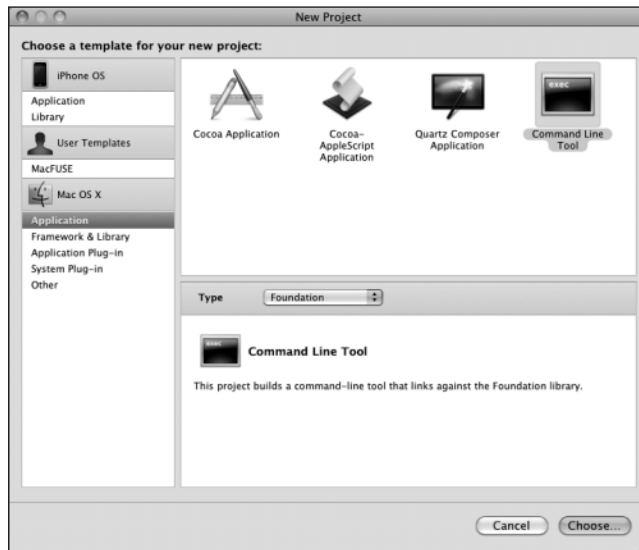 New Project
Choose a template for your new project:
iPhone OS
Application
Library
User Templates
MacFUSE
Mac OS X
Application
Framework & Library
Application Plug-in
System Plug-in
Other
Cocoa Application
Cocoa-
AppleScript
Application
Quartz Composer
Application
exec
Command Line
Tool
Type
Foundation
exec
Command Line Tool
This project builds a command-line tool that links against the Foundation library.
Cancel
Choose...